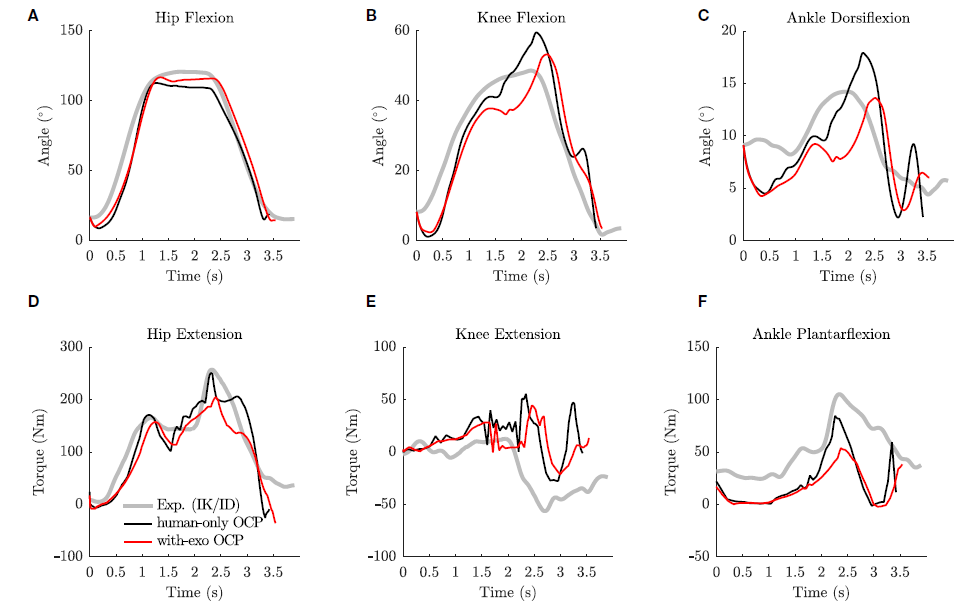 A
Hip Flexion
150
100
50
0
Angle (°)
0 0.5 1 1.5 2 2.5 3 3.5
Time (s)
B
Knee Flexion
60
40
20
0
Angle (°)
0 0.5 1 1.5 2 2.5 3 3.5
Time (s)
C
Ankle Dorsiflexion
20
15
10
5
0
Angle (°)
0 0.5 1 1.5 2 2.5 3 3.5
Time (s)
D
Hip Extension
300
200
100
0
-100
Torque (Nm)
Exp. (IK/ID)
human-only OCP
with-exo OCP
0 0.5 1 1.5 2 2.5 3 3.5
Time (s)
E
Knee Extension
100
50
0
-50
-100
Torque (Nm)
0 0.5 1 1.5 2 2.5 3 3.5
Time (s)
F
Ankle Plantarflexion
150
100
50
0
-50
Torque (Nm)
0 0.5 1 1.5 2 2.5 3 3.5
Time (s)